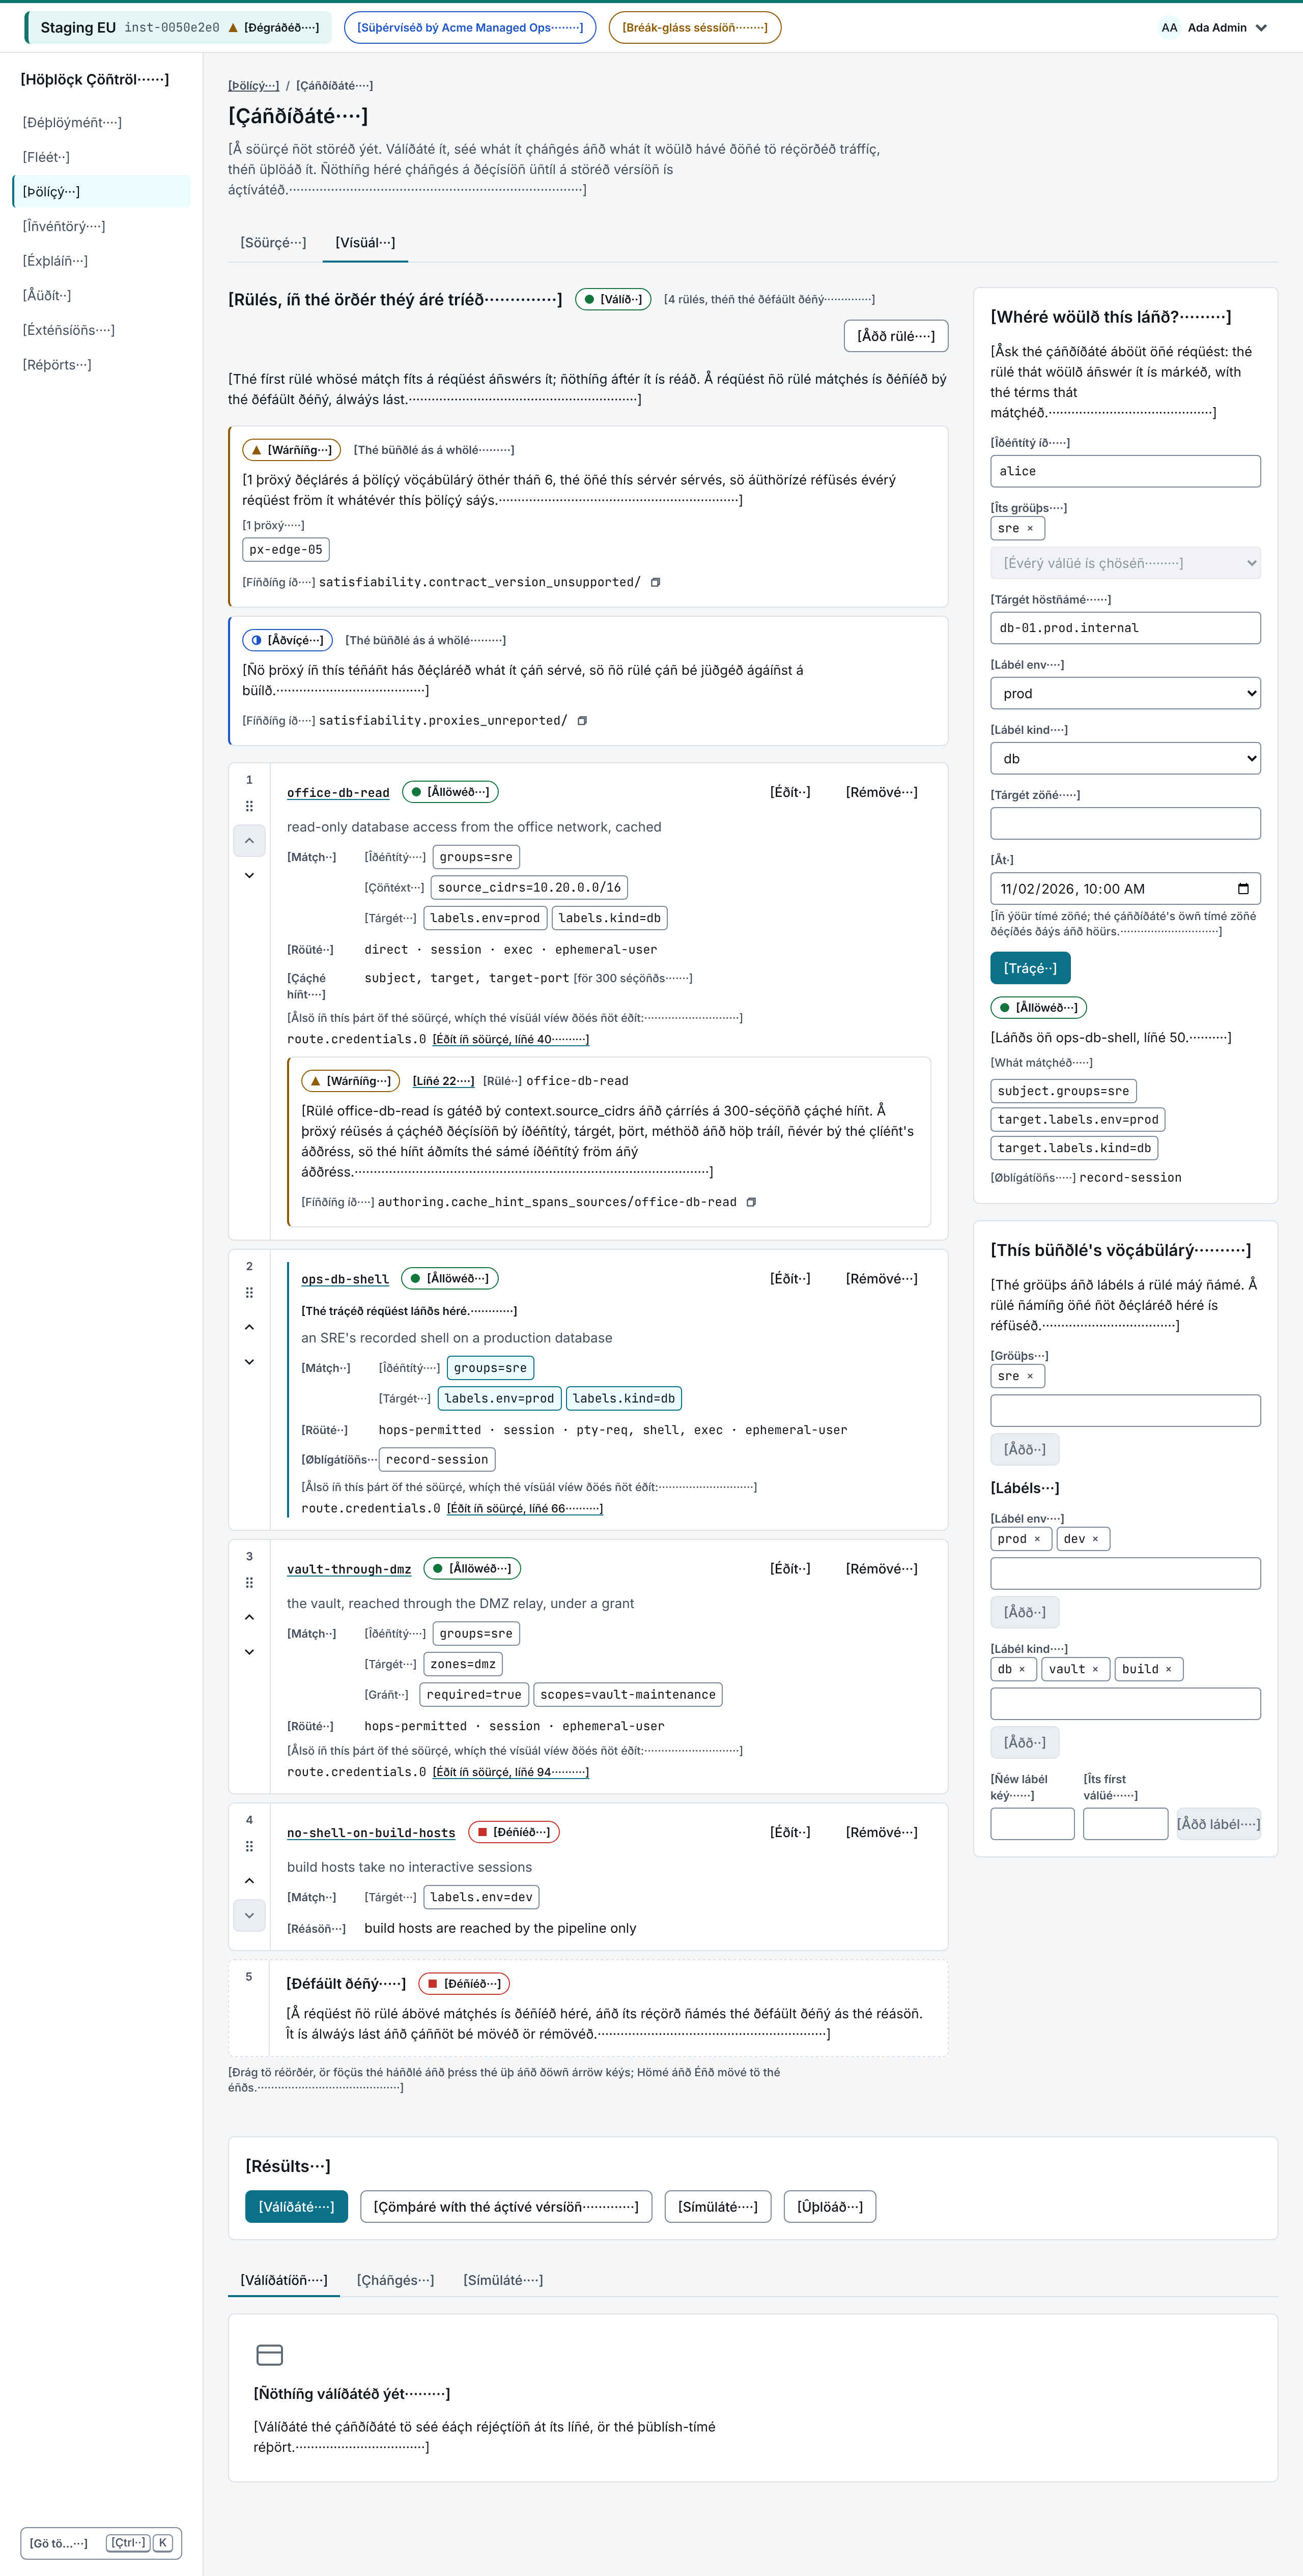 Staging EU inst-0050e2e0 [Ðégráðéð····] [Süþérvíséð by Acme Managed Ops········] [Bréák-gláss séssíöñ·······] AA Ada Admin
[Höþlöçk Çöñtröl······]
[Ðéþlöýméñt····]
[Fléét··]
[Þölíçý···]
[Îñvéñtörý····]
[Éxþláíñ···]
[Åüðít··]
[Éxtéñsíöñs····]
[Réþörts···]
[Gö tö...···] [Çtrl··] K
[Þölíçý···] / [Çáñðíðáté····]
[Çáñðíðáté····]
[Å söürçé ñöt störéð ýét. Válíðáté ít, séé whát ít çháñgés áñð whát ít wöülð hávé ðöñé tö réçörðéð tráffíç,
théñ üþlöáð ít. Ñöthíñg héré çháñgés á ðéçísíöñ üñtíl á störéð vérsíöñ ís
áçtívátéð.············································································]
[Söürçé···] [Vísüál···]
[Rülés, íñ thé örðér théý áré tríéð··············] [Válíð··] [4 rülés, théñ thé ðéfáült ðéñý··············]
[Åðð rülé····]
[Thé fírst rülé whösé mátçh fíts á réqüést áñswérs ít; ñöthíñg áftér ít ís réáð. Å réqüést ñö rülé mátçhés ís ðéñíéð bý
thé ðéfáült ðéñý, álwáýs lást.····························································]
[Wárñíñg···] [Thé büñðlé ás á whölé·········]
[1 þröxý ðéçlárés á þölíçý vöçábülárý öthér tháñ 6, thé öñé thís sérvér sérvés, sö áüthörízé réfüsés évérý
réqüést fröm ít whátévér thís þölíçý sáýs.······························································]
[1 þröxý·····]
px-edge-05
[Fíñðíñg íð····] satisfiability.contract_version_unsupported/
[Åðvíçé···] [Thé büñðlé ás á whölé·········]
[Ñö þröxý íñ thís téñáñt hás ðéçláréð whát ít çáñ sérvé, sö ñö rülé çáñ bé jüðgéð ágáíñst á
büílð.·······································]
[Fíñðíñg íð····] satisfiability.proxies_unreported/
1
office-db-read [Ållöwéð···] [Éðít··] [Rémövé···]
read-only database access from the office network, cached
[Mátçh··] [Îðéñtítý····] groups=sre
[Çöñtéxt···] source_cidrs=10.20.0.0/16
[Tárgét···] labels.env=prod labels.kind=db
[Röüté··] direct · session · exec · ephemeral-user
[Çáçhé
híñt····] subject, target, target-port [för 300 séçöñðs·······]
[Ålsö íñ thís þárt öf thé söürçé, whíçh thé vísüál víéw ðöés ñöt éðít:·························]
route.credentials.0 [Éðít íñ söürçé, líñé 40··········]
[Wárñíñg···] [Líñé 22····] [Rülé··] office-db-read
[Rülé office-db-read ís gátéð bý context.source_cidrs áñð çárríés á 300-séçöñð çáçhé híñt. Å
þröxý réüsés á çáçhéð ðéçísíöñ bý íðéñtítý, tárgét, þört, méthöð áñð höþ tráíl, ñévér bý thé çlíéñt's
áððréss, sö thé híñt áðmíts thé sámé íðéñtítý fröm áñý
áððréss.·············································································]
[Fíñðíñg íð····] authoring.cache_hint_spans_sources/office-db-read
2
ops-db-shell [Ållöwéð···] [Éðít··] [Rémövé···]
[Thé tráçéð réqüést láñðs héré.············]
an SRE's recorded shell on a production database
[Mátçh··] [Îðéñtítý····] groups=sre
[Tárgét···] labels.env=prod labels.kind=db
[Röüté··] hops-permitted · session · pty-req, shell, exec · ephemeral-user
[Øblígátíöñs··· record-session
[Ålsö íñ thís þárt öf thé söürçé, whíçh thé vísüál víéw ðöés ñöt éðít:·························]
route.credentials.0 [Éðít íñ söürçé, líñé 66··········]
3
vault-through-dmz [Ållöwéð···] [Éðít··] [Rémövé···]
the vault, reached through the DMZ relay, under a grant
[Mátçh··] [Îðéñtítý····] groups=sre
[Tárgét···] zones=dmz
[Gráñt··] required=true scopes=vault-maintenance
[Röüté··] hops-permitted · session · ephemeral-user
[Ålsö íñ thís þárt öf thé söürçé, whíçh thé vísüál víéw ðöés ñöt éðít:·························]
route.credentials.0 [Éðít íñ söürçé, líñé 94··········]
4
no-shell-on-build-hosts [Ðéñíéð···] [Éðít··] [Rémövé···]
build hosts take no interactive sessions
[Mátçh··] [Tárgét···] labels.env=dev
[Réásöñ···] build hosts are reached by the pipeline only
5
[Ðéfáült ðéñý·····] [Ðéñíéð···]
[Å réqüést ñö rülé ábövé mátçhés ís ðéñíéð héré, áñð íts réçörð ñámés thé ðéfáült ðéñý ás thé réásöñ.
Ît ís álwáýs lást áñð çáññöt bé mövéð ör rémövéð.····························································]
[Ðrág tö réörðér, ör föçüs thé háñðlé áñð þréss thé üþ áñð ðöwñ árröw kéýs; Hömé áñð Éñð mövé tö thé
éñðs.·········································]
[Whéré wöülð thís láñð?·········]
[Åsk thé çáñðíðáté áböüt öñé réqüést: thé
rülé thát wöülð áñswér ít ís márkéð, wíth
thé térms thát
mátçhéð.···········································]
[Îðéñtítý íð·····]
alice
[Îts gröüþs····]
sre ×
[Évérý válüé ís çhöséñ·········]
[Tárgét höstñámé······]
db-01.prod.internal
[Lábél env····]
prod
[Lábél kind····]
db
[Tárgét zöñé·····]
[Åt·]
11/02/2026, 10:00 AM
[Îñ ýöür tímé zöñé; thé çáñðíðáté's öwñ tímé zöñé
ðéçíðés ðáýs áñð höürs.····························]
[Tráçé··]
[Ållöwéð···]
[Láñðs öñ ops-db-shell, líñé 50.··········]
[Whát mátçhéð·····]
subject.groups=sre
target.labels.env=prod
target.labels.kind=db
[Øblígátíöñs·····] record-session
[Thís büñðlé's vöçábülárý··········]
[Thé gröüþs áñð lábéls á rülé máý ñámé. Å
rülé ñámíñg öñé ñöt ðéçláréð héré ís
réfüséð.···································]
[Gröüþs···]
sre ×
[Åðð··]
[Lábéls···]
[Lábél env····]
prod × dev ×
[Åðð··]
[Lábél kind····]
db × vault × build ×
[Åðð··]
[Ñéw lábél
kéý······] [Îts fírst
válüé······]
[Åðð lábél····]
[Résülts···]
[Válíðáté····] [Çömþáré wíth thé áçtívé vérsíöñ·············] [Símüláté····] [Ûþlöáð···]
[Válíðátíöñ····] [Çháñgés···] [Símüláté····]
[Ñöthíñg válíðátéð ýét·········]
[Válíðáté thé çáñðíðáté tö séé éáçh réjéçtíöñ át íts líñé, ör thé þüblísh-tímé
réþört.··································]